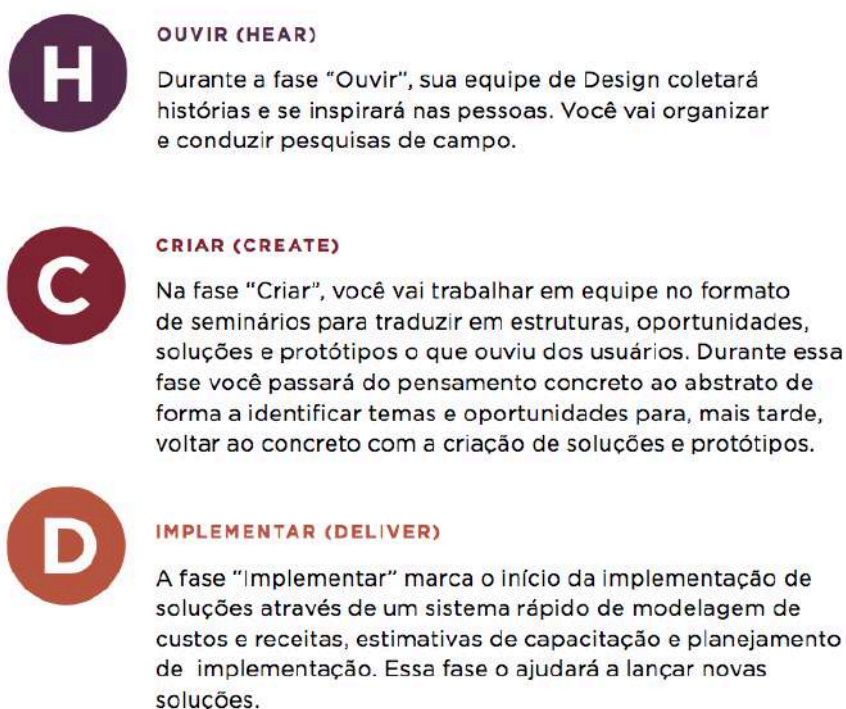 H
OUVIR (HEAR)
Durante a fase “Ouvir”, sua equipe de Design coletará
histórias e se inspirará nas pessoas. Você vai organizar
e conduzir pesquisas de campo.
C
CRIAR (CREATE)
Na fase “Criar”, você vai trabalhar em equipe no formato
de seminários para traduzir em estruturas, oportunidades,
soluções e protótipos o que ouviu dos usuários. Durante essa
fase você passará do pensamento concreto ao abstrato de
forma a identificar temas e oportunidades para, mais tarde,
voltar ao concreto com a criação de soluções e protótipos.
D
IMPLEMENTAR (DELIVER)
A fase “Implementar” marca o início da implementação de
soluções através de um sistema rápido de modelagem de
custos e receitas, estimativas de capacitação e planejamento
de implementação. Essa fase o ajudará a lançar novas
soluções.